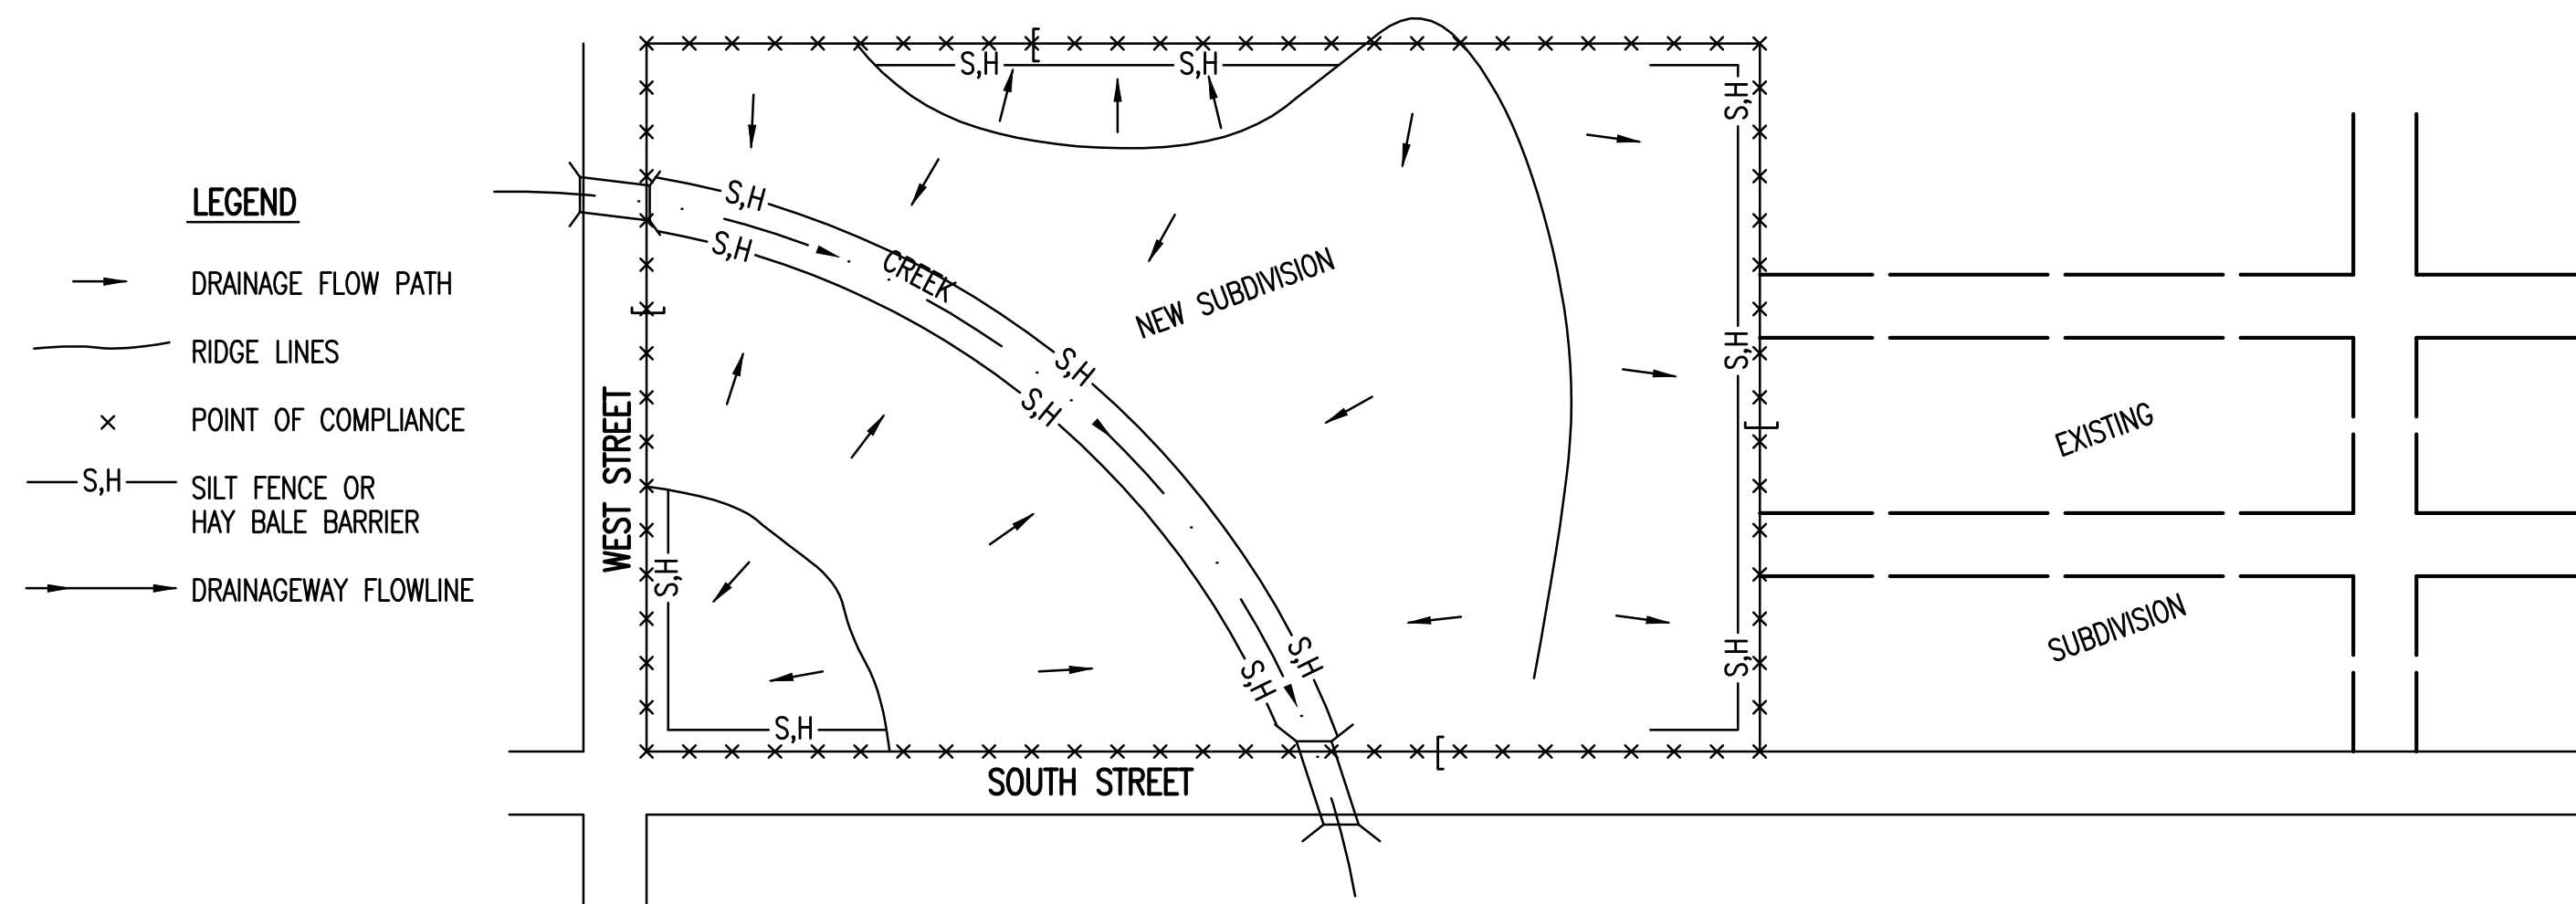 LEGEND
DRAINAGE FLOW PATH
RIDGE LINES
POINT OF COMPLIANCE
S,H
SILT FENCE OR
HAY BALE BARRIER
DRAINAGEWAY FLOWLINE
S,H
S,H
S,H
S,H
S,H
CREEK
NEW SUBDIVISION
S,H
S,H
S,H
WEST STREET
EXISTING
S,H
SUBDIVISION
S,H
S,H
S,H
S,H
SOUTH STREET